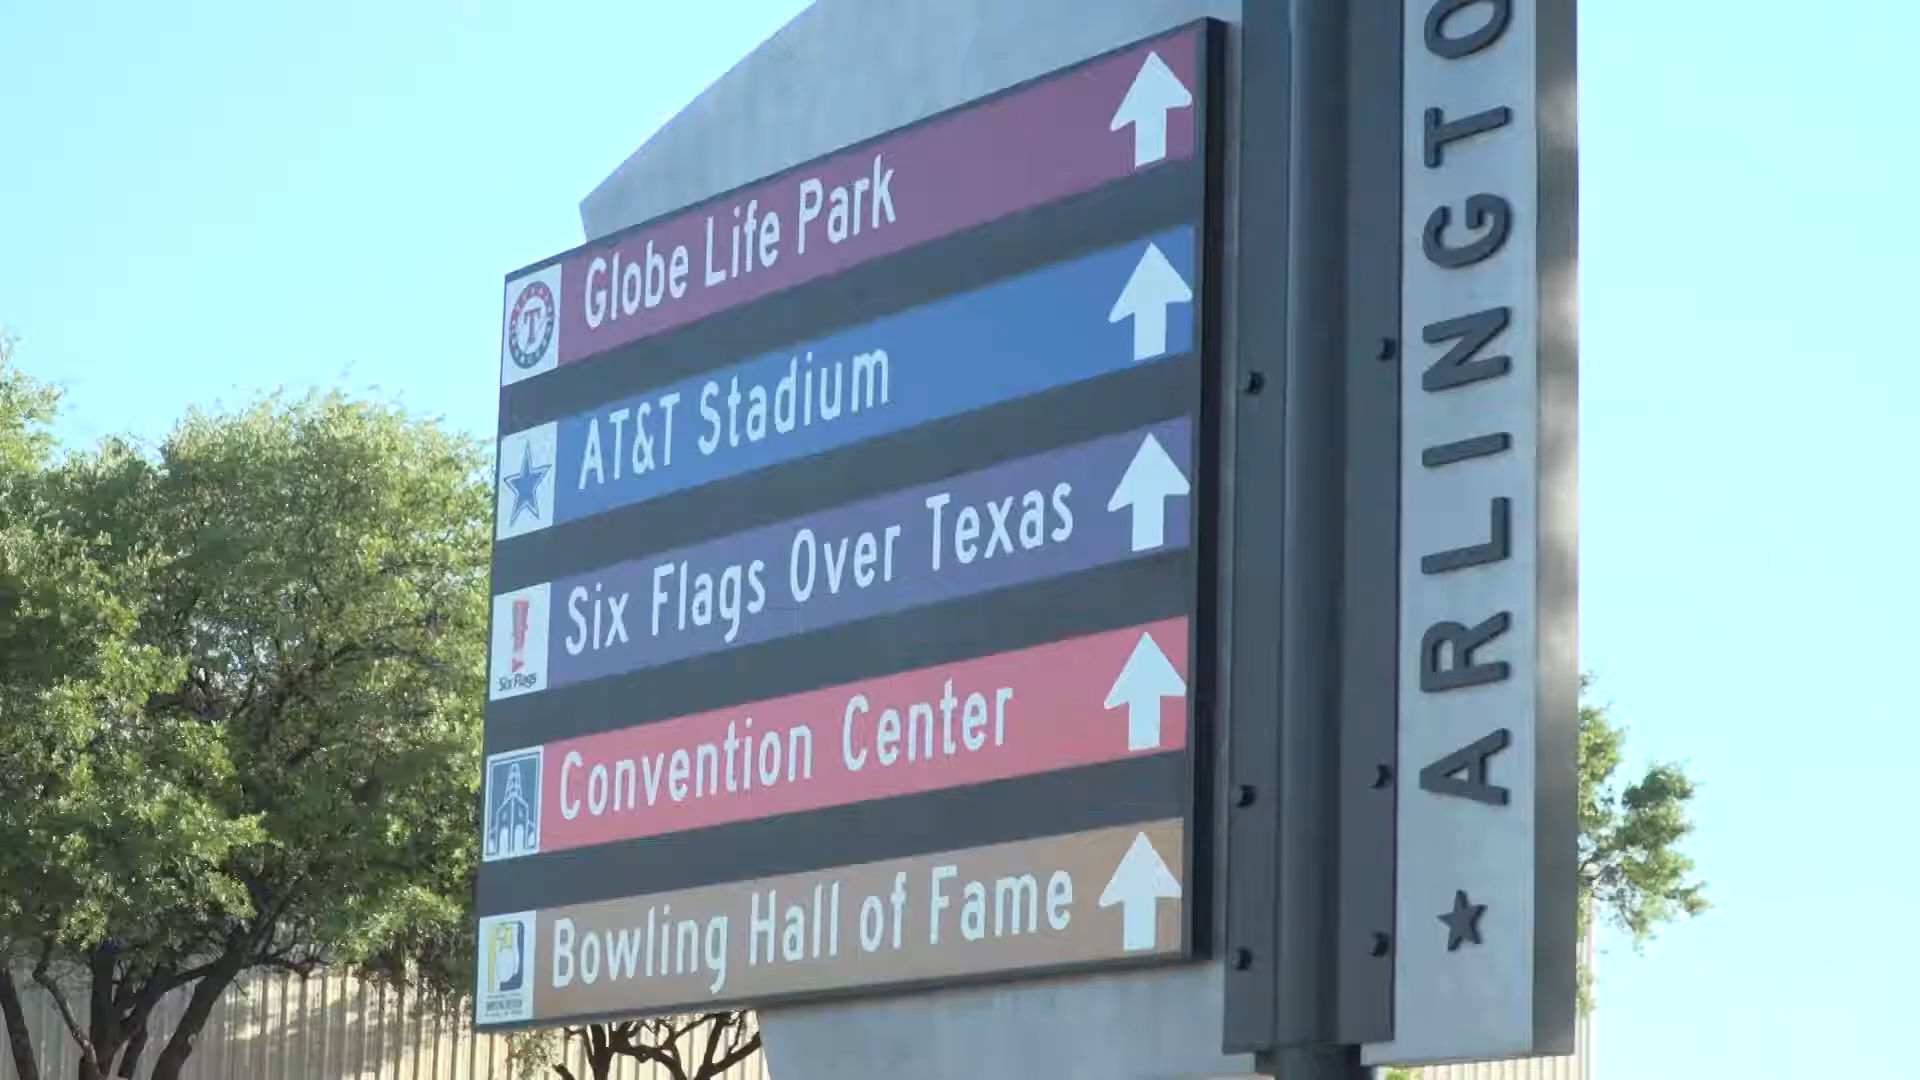 Globe Life Park
T
AT&T Stadium
Six Flags Over Texas
Six Flags
Convention Center
Bowling Hall of Fame
ARLINGTO